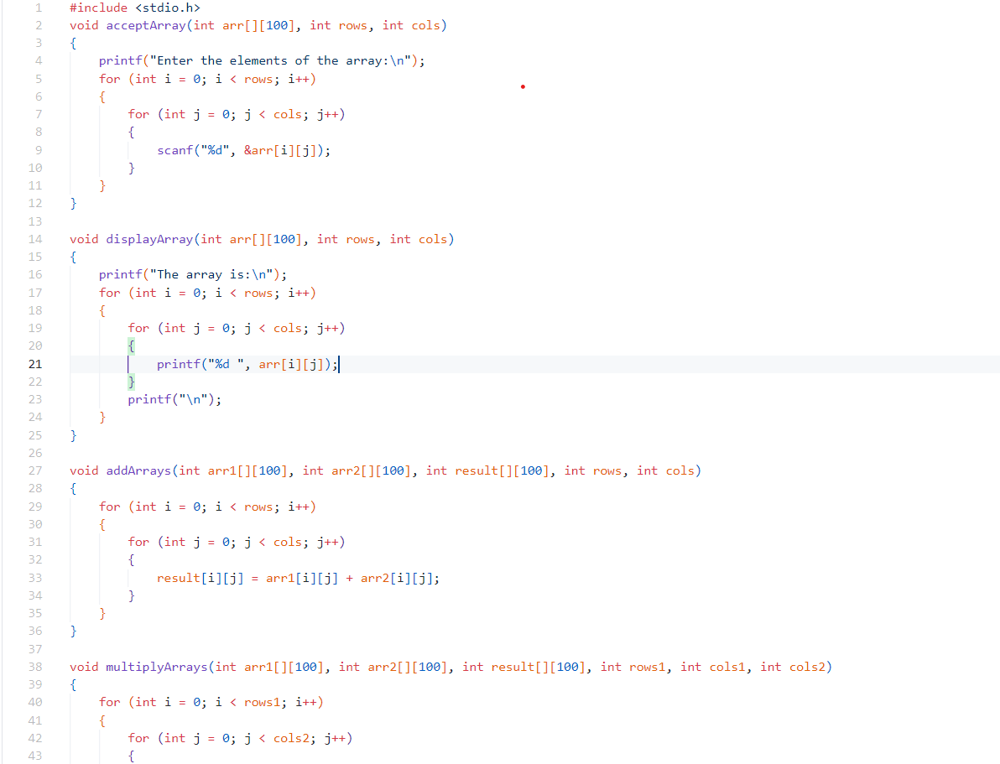 1 #include <stdio.h>
2 void acceptArray(int arr[][100], int rows, int cols)
3 {
4     printf("Enter the elements of the array:\n");
5     for (int i = 0; i < rows; i++)
6     {
7         for (int j = 0; j < cols; j++)
8         {
9             scanf("%d", &arr[i][j]);
10         }
11     }
12 }
13
14 void displayArray(int arr[][100], int rows, int cols)
15 {
16     printf("The array is:\n");
17     for (int i = 0; i < rows; i++)
18     {
19         for (int j = 0; j < cols; j++)
20         {
21             printf("%d ", arr[i][j]);
22         }
23         printf("\n");
24     }
25 }
26
27 void addArrays(int arr1[][100], int arr2[][100], int result[][100], int rows, int cols)
28 {
29     for (int i = 0; i < rows; i++)
30     {
31         for (int j = 0; j < cols; j++)
32         {
33             result[i][j] = arr1[i][j] + arr2[i][j];
34         }
35     }
36 }
37
38 void multiplyArrays(int arr1[][100], int arr2[][100], int result[][100], int rows1, int cols1, int cols2)
39 {
40     for (int i = 0; i < rows1; i++)
41     {
42         for (int j = 0; j < cols2; j++)
43         {